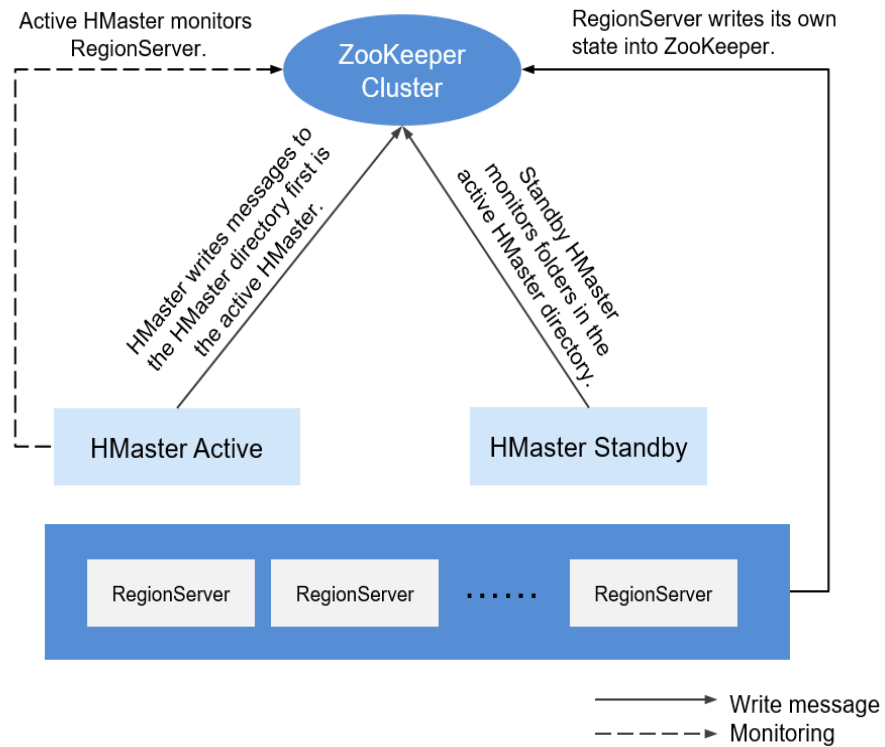 Active HMaster monitors
RegionServer.
RegionServer writes its own
state into ZooKeeper.
ZooKeeper
Cluster
HMaster writes messages to
the HMaster directory first is
the active HMaster.
Standby HMaster
monitors folders in the
active HMaster directory.
HMaster Active
HMaster Standby
RegionServer
RegionServer
......
RegionServer
Write message
Monitoring